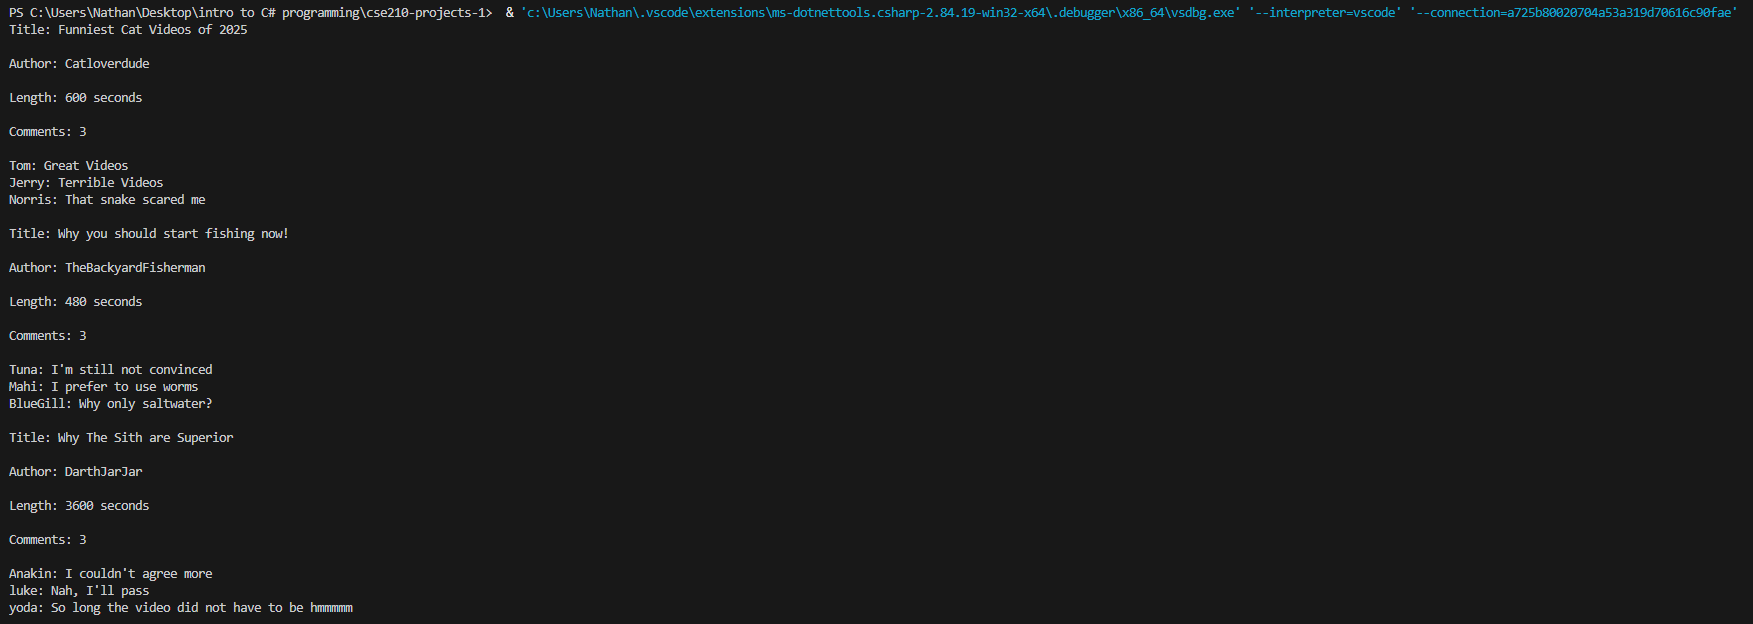 PS C:\Users\Nathan\Desktop\intro to C# programming\cse210-projects-1>  & 'c:\Users\Nathan\.vscode\extensions\ms-dotnettools.csharp-2.84.19-win32-x64\.debugger\x86_64\vsdbg.exe' '--interpreter=vscode' '--connection=a725b80020704a53a319d70616c90fae'
Title: Funniest Cat Videos of 2025
Author: Catloverdude
Length: 600 seconds
Comments: 3
Tom: Great Videos
Jerry: Terrible Videos
Norris: That snake scared me
Title: Why you should start fishing now!
Author: TheBackyardFisherman
Length: 480 seconds
Comments: 3
Tuna: I'm still not convinced
Mahi: I prefer to use worms
BlueGill: Why only saltwater?
Title: Why The Sith are Superior
Author: DarthJarJar
Length: 3600 seconds
Comments: 3
Anakin: I couldn't agree more
luke: Nah, I'll pass
yoda: So long the video did not have to be hmmmmm